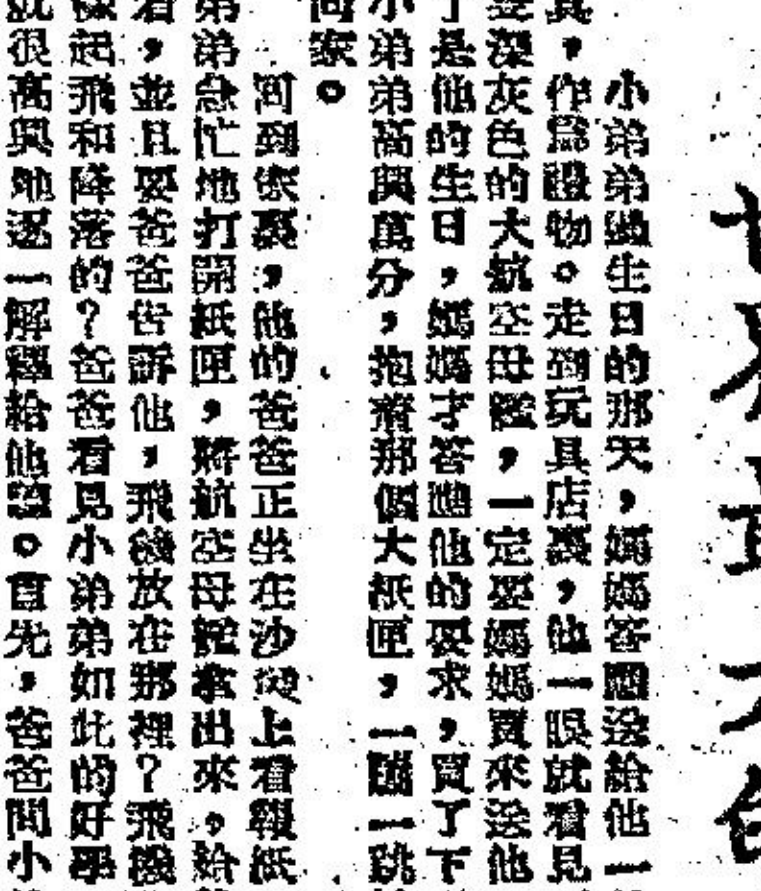 小弟弟過生日的那天，媽媽答應送給他一
具，作為禮物。走到玩具店裏，他一眼就看見
深灰色的大航空母艦，一定要媽媽買來送他
了是他的生日，媽媽才答應他的要求，買了下
小弟弟高興萬分，抱着那個大紙匣，一蹦一跳
回家。
回到家裏，他的爸爸正坐在沙發上看報紙
弟弟急忙地打開紙匣，將航空母艦拿出來，給
看，並且要爸爸告訴他，飛機放在那裡？飛機
樣起飛和降落的？爸爸看見小弟弟如此的好學
就很高興地逐一解釋給他聽。首先，爸爸問小